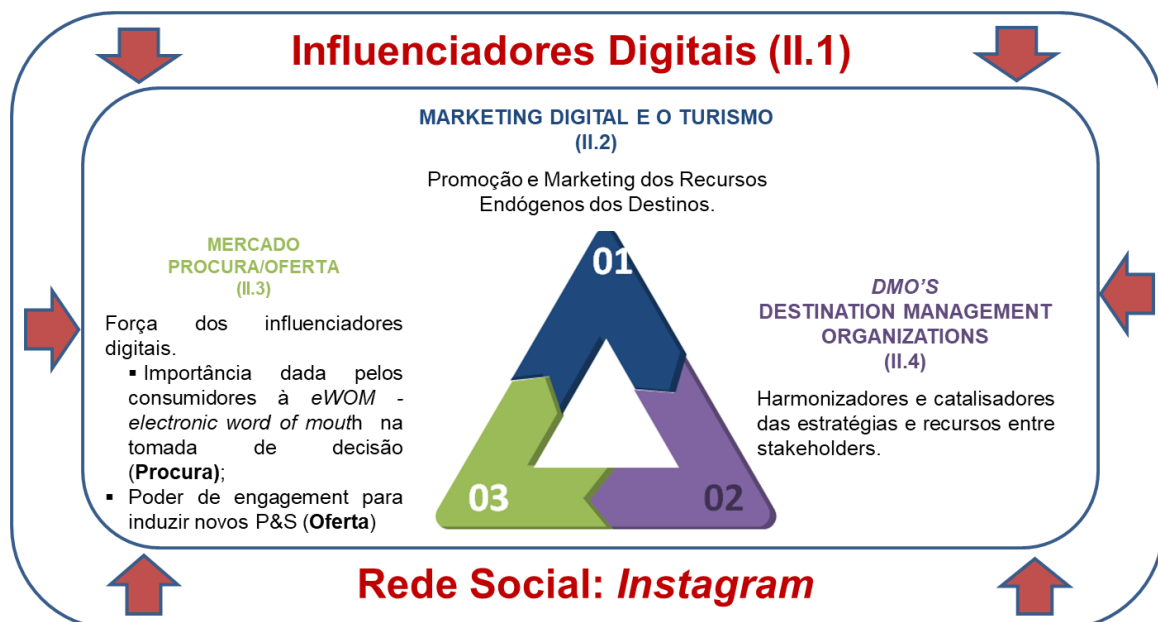 Influenciadores Digitais (II.1)
MARKETING DIGITAL E O TURISMO
(II.2)
Promoção e Marketing dos Recursos
Endógenos dos Destinos.
MERCADO
PROCURA/OFERTA
(II.3)
Força dos influenciadores
digitais.
▪ Importância dada pelos
consumidores à eWOM -
electronic word of mouth na
tomada de decisão
(Procura);
▪ Poder de engagement para
induzir novos P&S (Oferta)
01
02
03
DMO'S
DESTINATION MANAGEMENT
ORGANIZATIONS
(II.4)
Harmonizadores e catalisadores
das estratégias e recursos entre
stakeholders.
Rede Social: Instagram